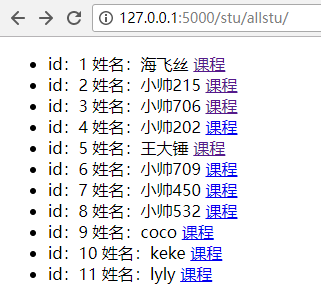 127.0.0.1:5000/stu/allstu/
id：1 姓名：海飞丝 课程
id：2 姓名：小帅215 课程
id：3 姓名：小帅706 课程
id：4 姓名：小帅202 课程
id：5 姓名：王大锤 课程
id：6 姓名：小帅709 课程
id：7 姓名：小帅450 课程
id：8 姓名：小帅532 课程
id：9 姓名：coco 课程
id：10 姓名：keke 课程
id：11 姓名：lyly 课程